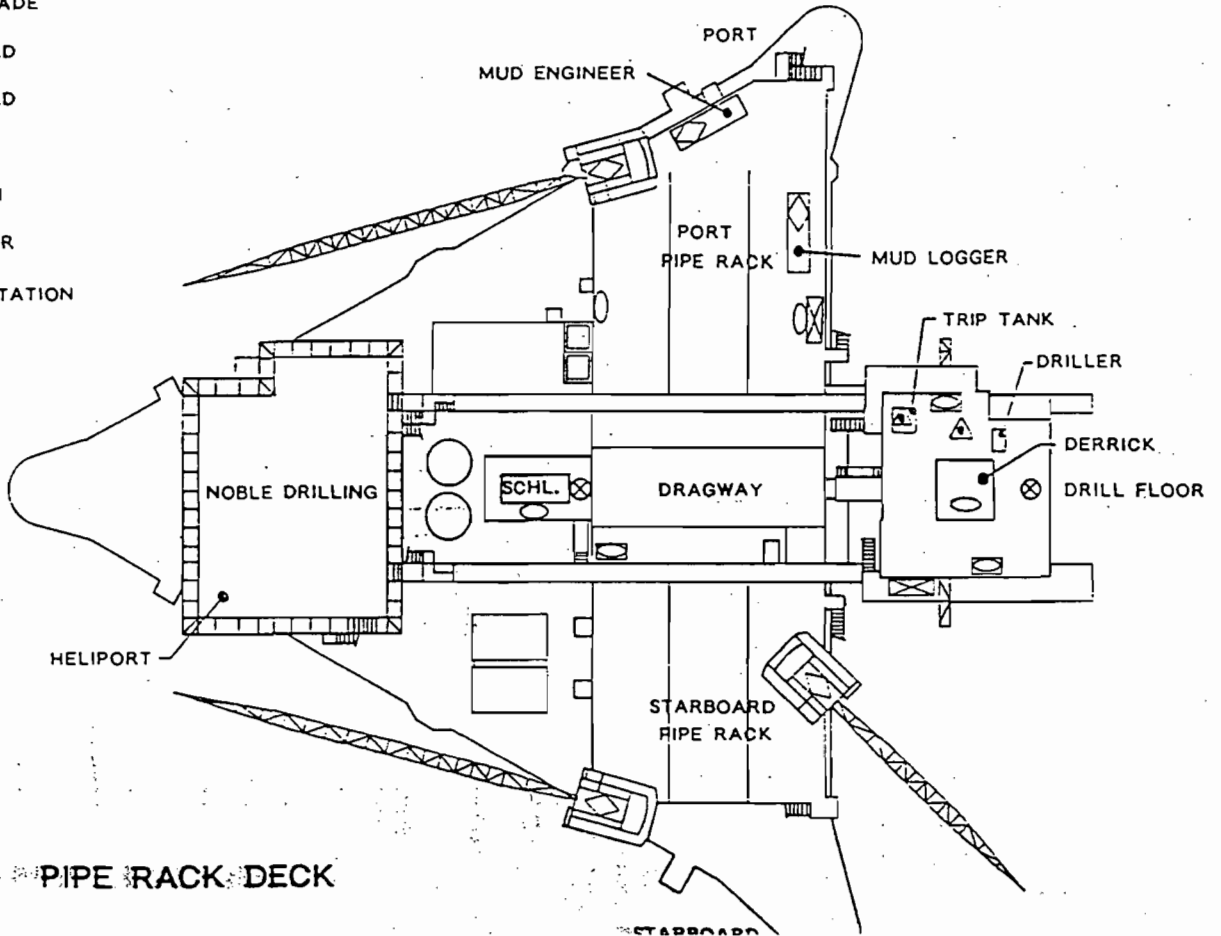 PORT
MUD ENGINEER
PORT
PIPE RACK
MUD LOGGER
TATION
TRIP TANK
DRILLER
DERRICK
NOBLE DRILLING
SCHL.
DRAGWAY
DRILL FLOOR
HELIPORT
STARBOARD
PIPE RACK
PIPE RACK DECK
STARBOARD